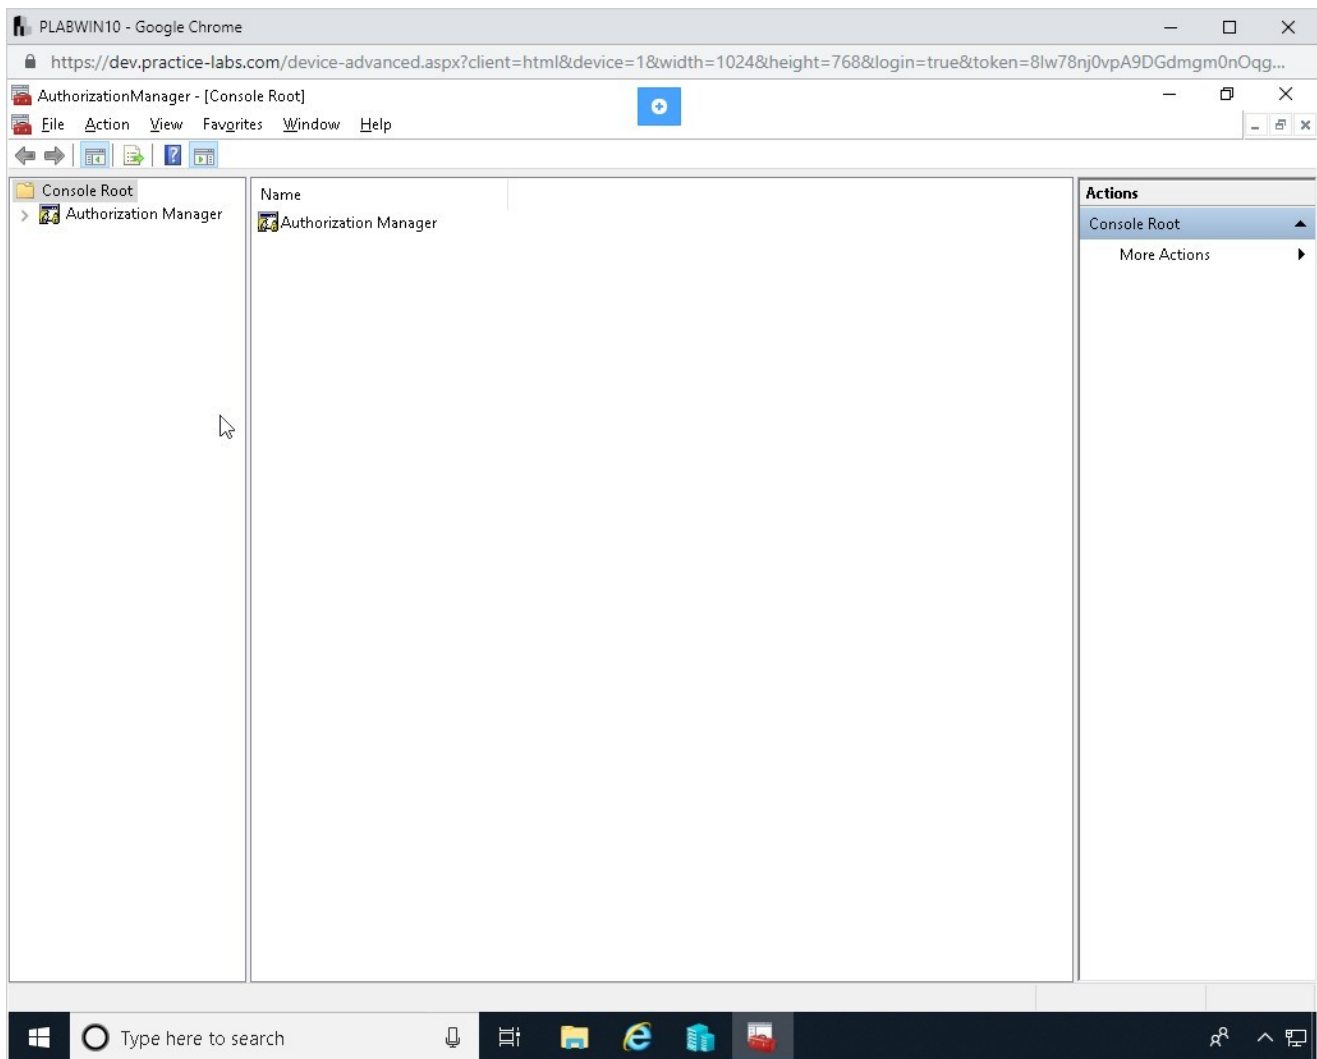 PLABWIN10 - Google Chrome
https://dev.practice-labs.com/device-advanced.aspx?client=html&device=1&width=1024&height=768&login=true&token=8lw78nj0vpA9DGdmgm0nOqg...
AuthorizationManager - [Console Root]
File Action View Favorites Window Help
Console Root
Authorization Manager
Name
Authorization Manager
Actions
Console Root
More Actions
Type here to search